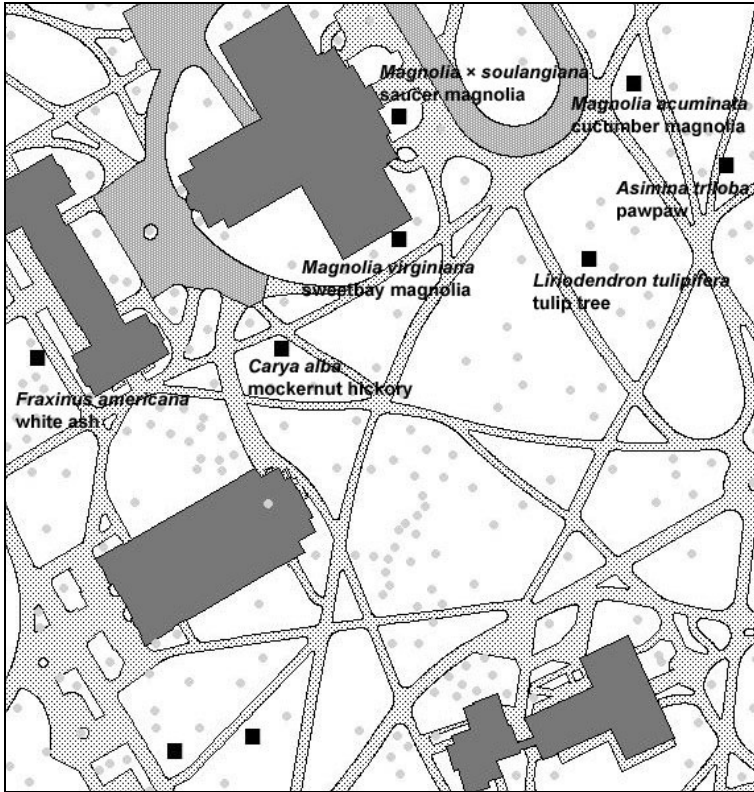 Magnolia × soulangiana
saucer magnolia
Magnolia acuminata
cucumber magnolia
Asimina triloba
pawpaw
Magnolia virginiana
sweetbay magnolia
Liriodendron tulipifera
tulip tree
Carya alba
mockernut hickory
Fraxinus americana
white ash